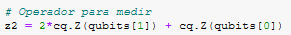 # Operador para medir
z2 = 2*cq.Z(qubits[1]) + cq.Z(qubits[0])